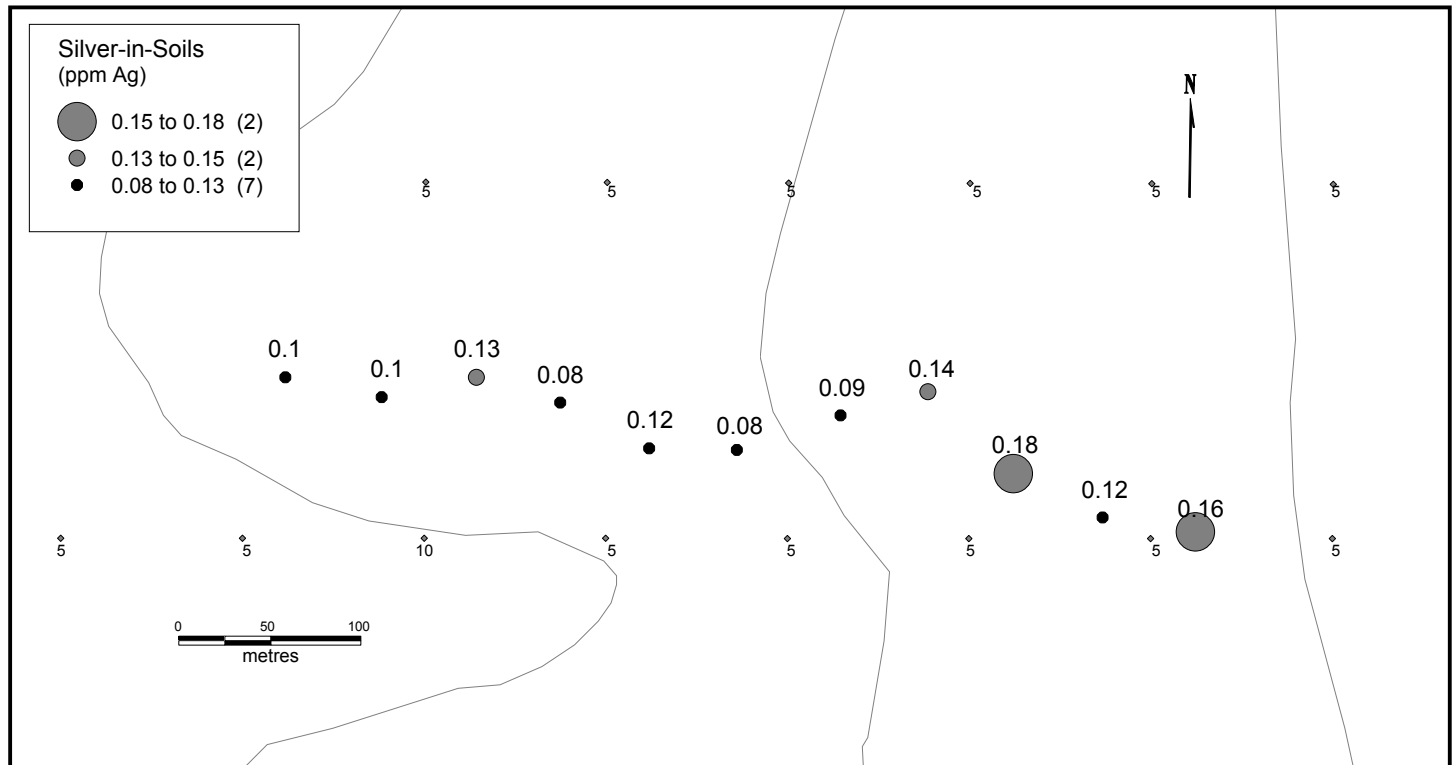 Silver-in-Soils
(ppm Ag)
0.15 to 0.18 (2)
0.13 to 0.15 (2)
0.08 to 0.13 (7)
N
5 5 5 5 5 5
0.1
0.1
0.13
0.08
0.12
0.08
0.09
0.14
0.18
0.12
0.16
5 5 10 5 5 5 5 5
0 50 100
metres